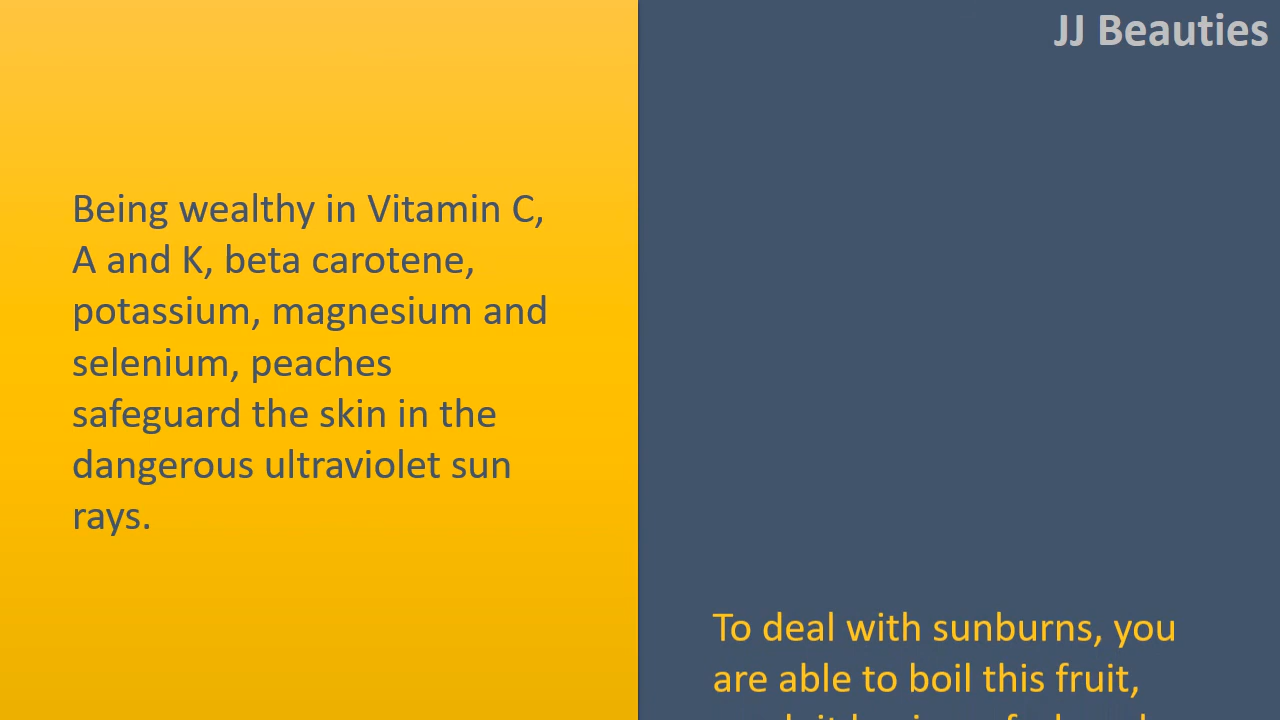 JJ Beauties
Being wealthy in Vitamin C,
A and K, beta carotene,
potassium, magnesium and
selenium, peaches
safeguard the skin in the
dangerous ultraviolet sun
rays.
To deal with sunburns, you
are able to boil this fruit,